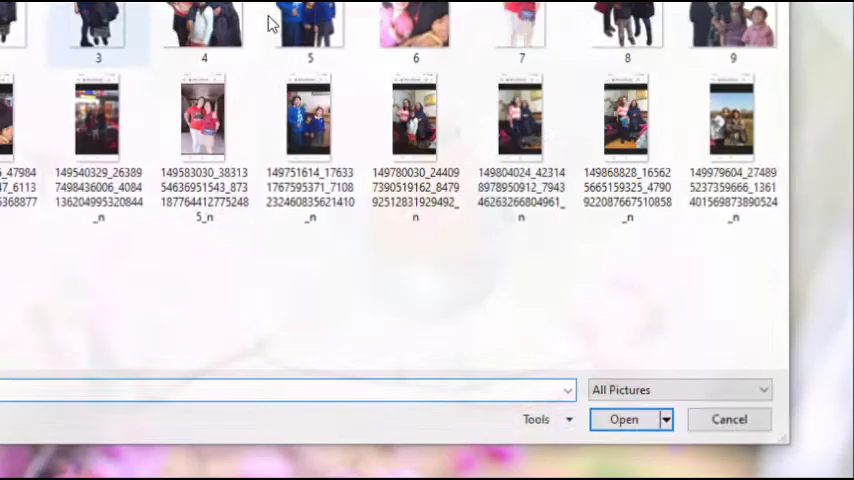 3 4 5 6 7 8 9
149540329_26389 149583030_38313 149751614_17633 149780030_24409 149804024_42314 149868828_16562 149979604_27489
7498436006_4084 54636951543_873 1767595371_7108 7390519162_8479 8978950912_7943 5665159325_4790 5237359666_1361
136204995320844 187764412775248 232460835621410 92512831929492_ 46263266804961_ 922087667510858 401569873890524
_n 5_n _n n n _n _n
All Pictures
Tools Open Cancel